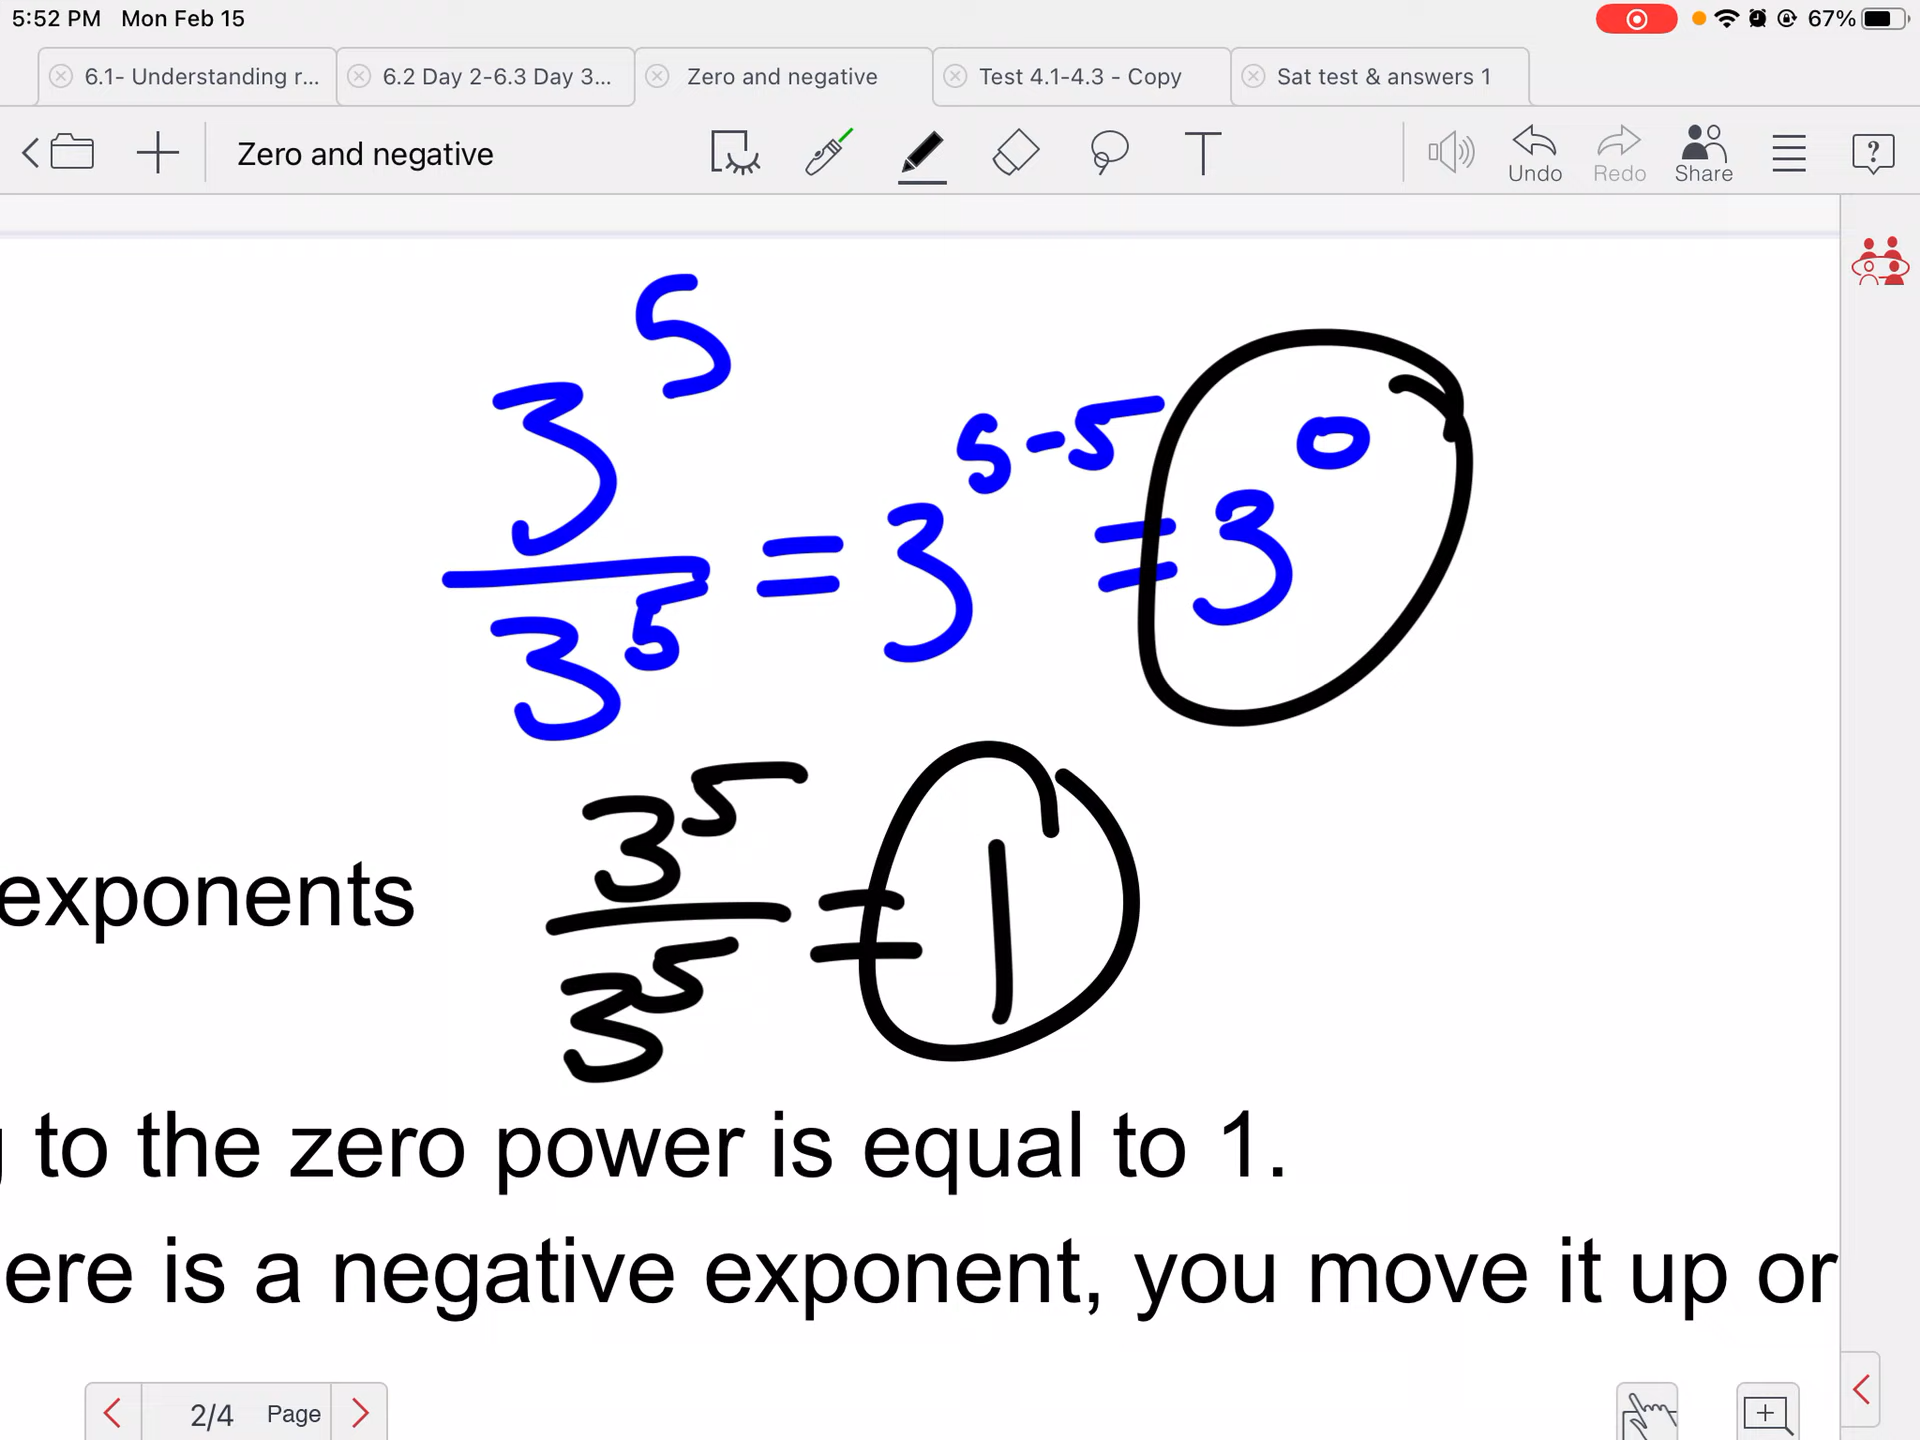 5:52 PM Mon Feb 15 67%
6.1- Understanding r... 6.2 Day 2-6.3 Day 3... Zero and negative Test 4.1-4.3 - Copy Sat test & answers 1
Zero and negative T Undo Redo Share ?
3^5/3^5 = 3^(5-5) = 3^0
3^5/3^5 = 1
exponents
to the zero power is equal to 1.
ere is a negative exponent, you move it up or
2/4 Page